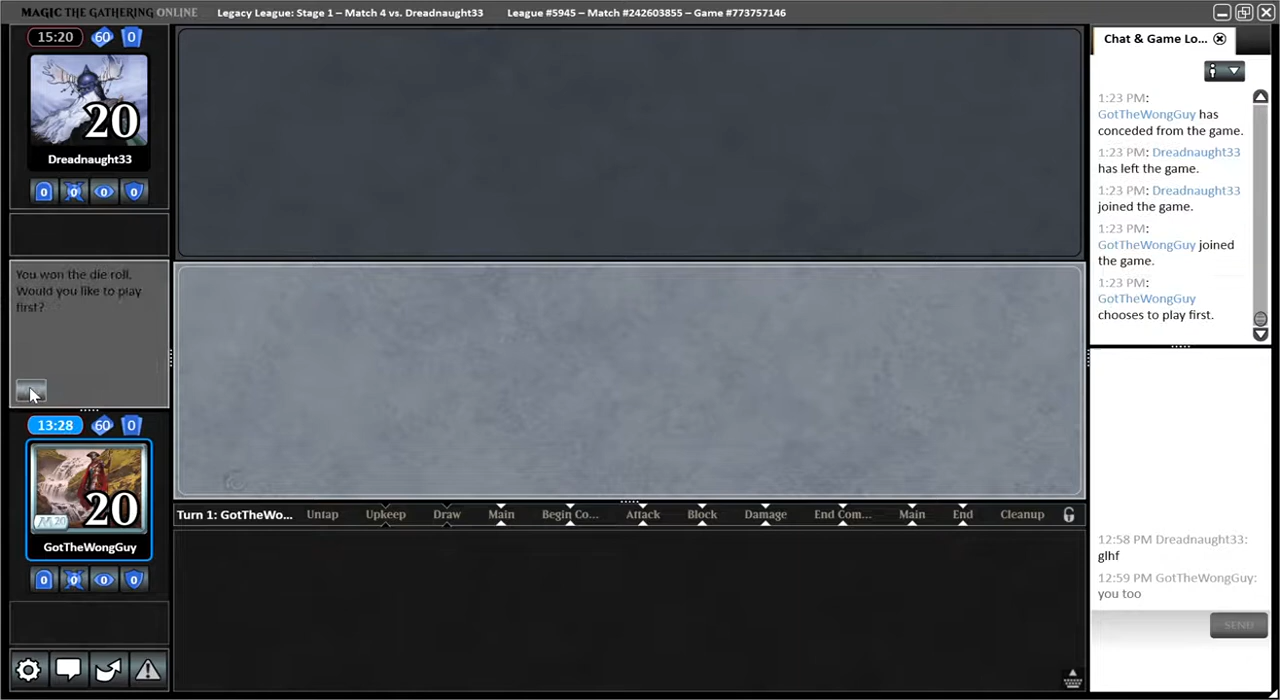 MAGIC THE GATHERING ONLINE
Legacy League: Stage 1 – Match 4 vs. Dreadnaught33
League #5945 – Match #242603855 – Game #773757146
15:20 60 0
20
Dreadnaught33
0 0 0 0
You won the die roll.
Would you like to play
first?
13:28 60 0
20
GotTheWongGuy
0 0 0 0
Turn 1: GotTheWo... Untap Upkeep Draw Main Begin Co... Attack Block Damage End Com... Main End Cleanup
Chat & Game Lo...
1:23 PM:
GotTheWongGuy has
conceded from the game.
1:23 PM: Dreadnaught33
has left the game.
1:23 PM: Dreadnaught33
joined the game.
1:23 PM:
GotTheWongGuy joined
the game.
1:23 PM:
GotTheWongGuy
chooses to play first.
12:58 PM Dreadnaught33:
glhf
12:59 PM GotTheWongGuy:
you too
SEND